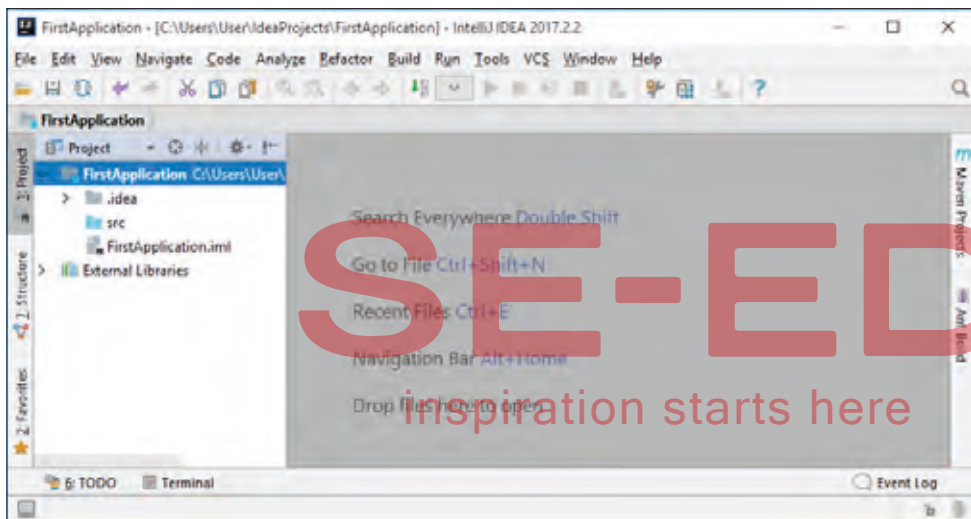 FirstApplication - [C:\Users\User\IdeaProjects\FirstApplication] - IntelliJ IDEA 2017.2.2
File Edit View Navigate Code Analyze Refactor Build Run Tools VCS Window Help
FirstApplication
1: Project
Project
FirstApplication C:\Users\User\
.idea
src
FirstApplication.iml
External Libraries
2: Structure
2: Favorites
Search Everywhere Double Shift
Go to File Ctrl+Shift+N
Recent Files Ctrl+E
Navigation Bar Alt+Home
Drop files here to open
SE-ED
inspiration starts here
Maven Projects
Ant Build
6: TODO
Terminal
Event Log